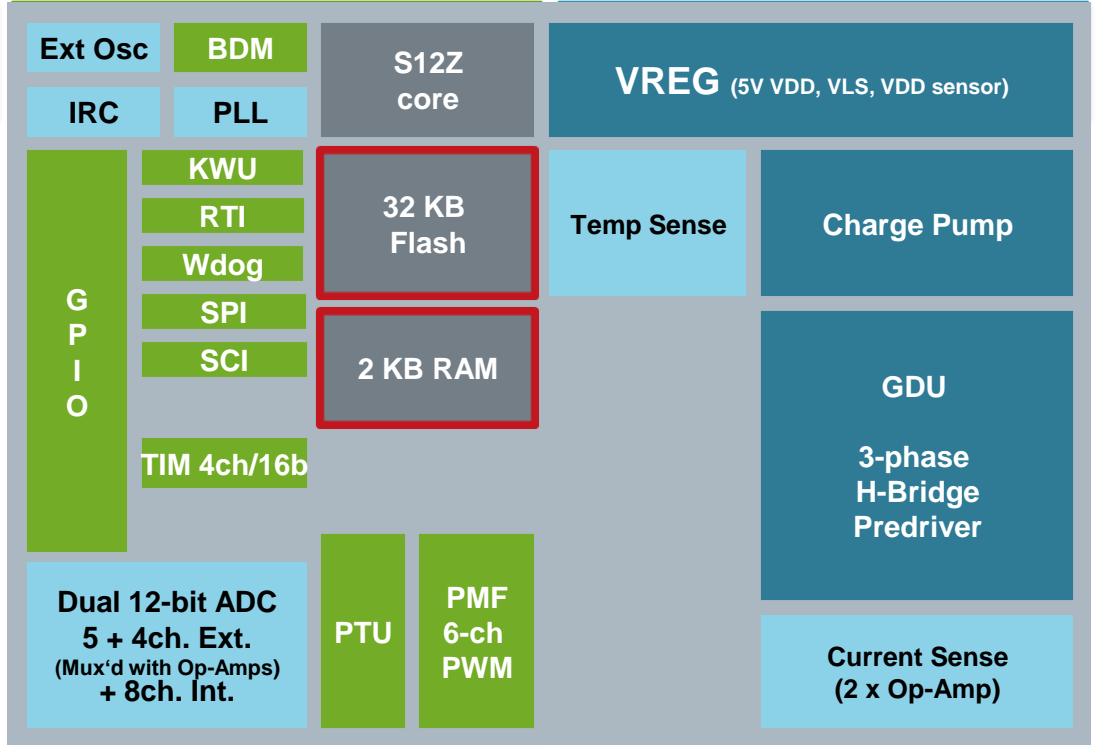 Ext Osc
BDM
S12Z
core
VREG (5V VDD, VLS, VDD sensor)
IRC
PLL
KWU
RTI
Wdog
SPI
SCI
TIM 4ch/16b
G
P
I
O
32 KB
Flash
2 KB RAM
Temp Sense
Charge Pump
GDU
3-phase
H-Bridge
Predriver
Dual 12-bit ADC
5 + 4ch. Ext.
(Mux‘d with Op-Amps)
+ 8ch. Int.
PTU
PMF
6-ch
PWM
Current Sense
(2 x Op-Amp)